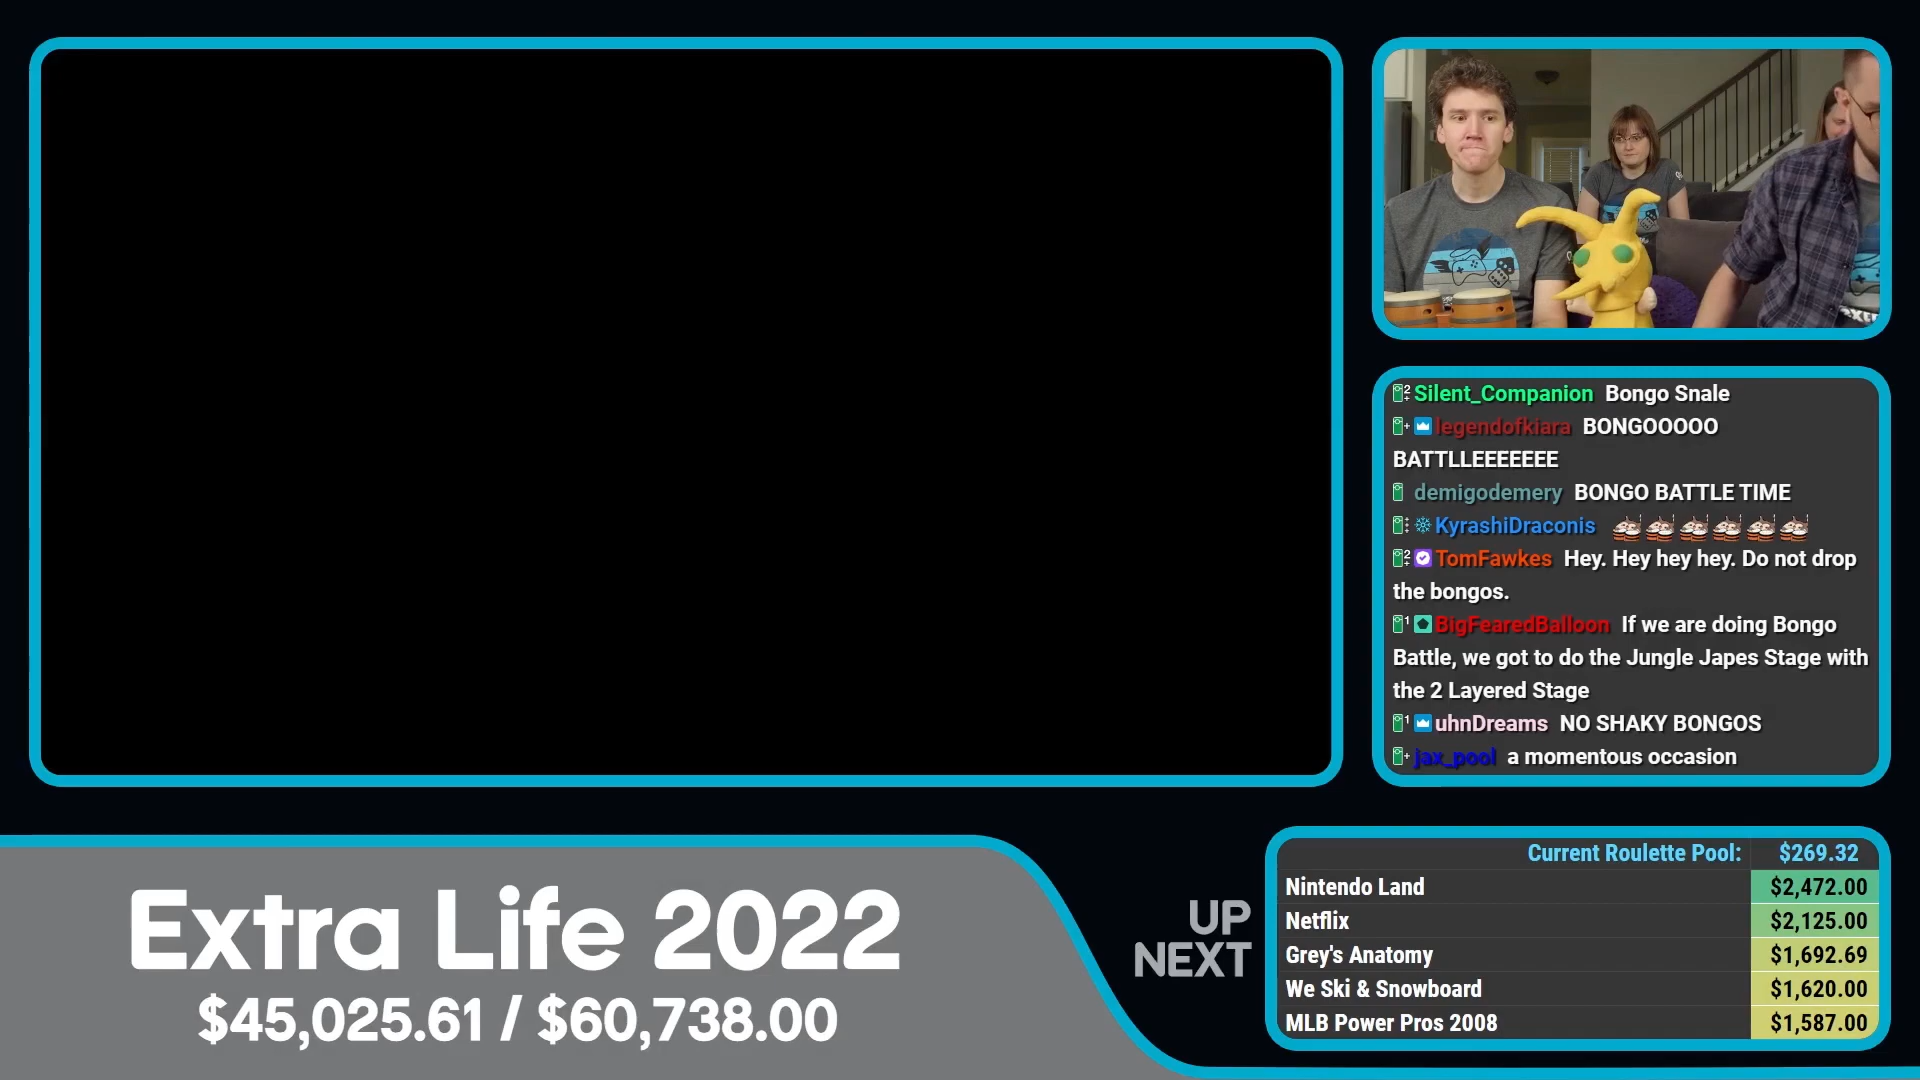 Silent_Companion Bongo Snale
legendofkiara BONGOOOOO
BATTLLEEEEEEE
demigodemery BONGO BATTLE TIME
KyrashiDraconis
TomFawkes Hey. Hey hey hey. Do not drop
the bongos.
BigFearedBalloon If we are doing Bongo
Battle, we got to do the Jungle Japes Stage with
the 2 Layered Stage
uhnDreams NO SHAKY BONGOS
jax_pool a momentous occasion
Extra Life 2022
$45,025.61 / $60,738.00
UP
NEXT
Current Roulette Pool: $269.32
Nintendo Land $2,472.00
Netflix $2,125.00
Grey's Anatomy $1,692.69
We Ski & Snowboard $1,620.00
MLB Power Pros 2008 $1,587.00